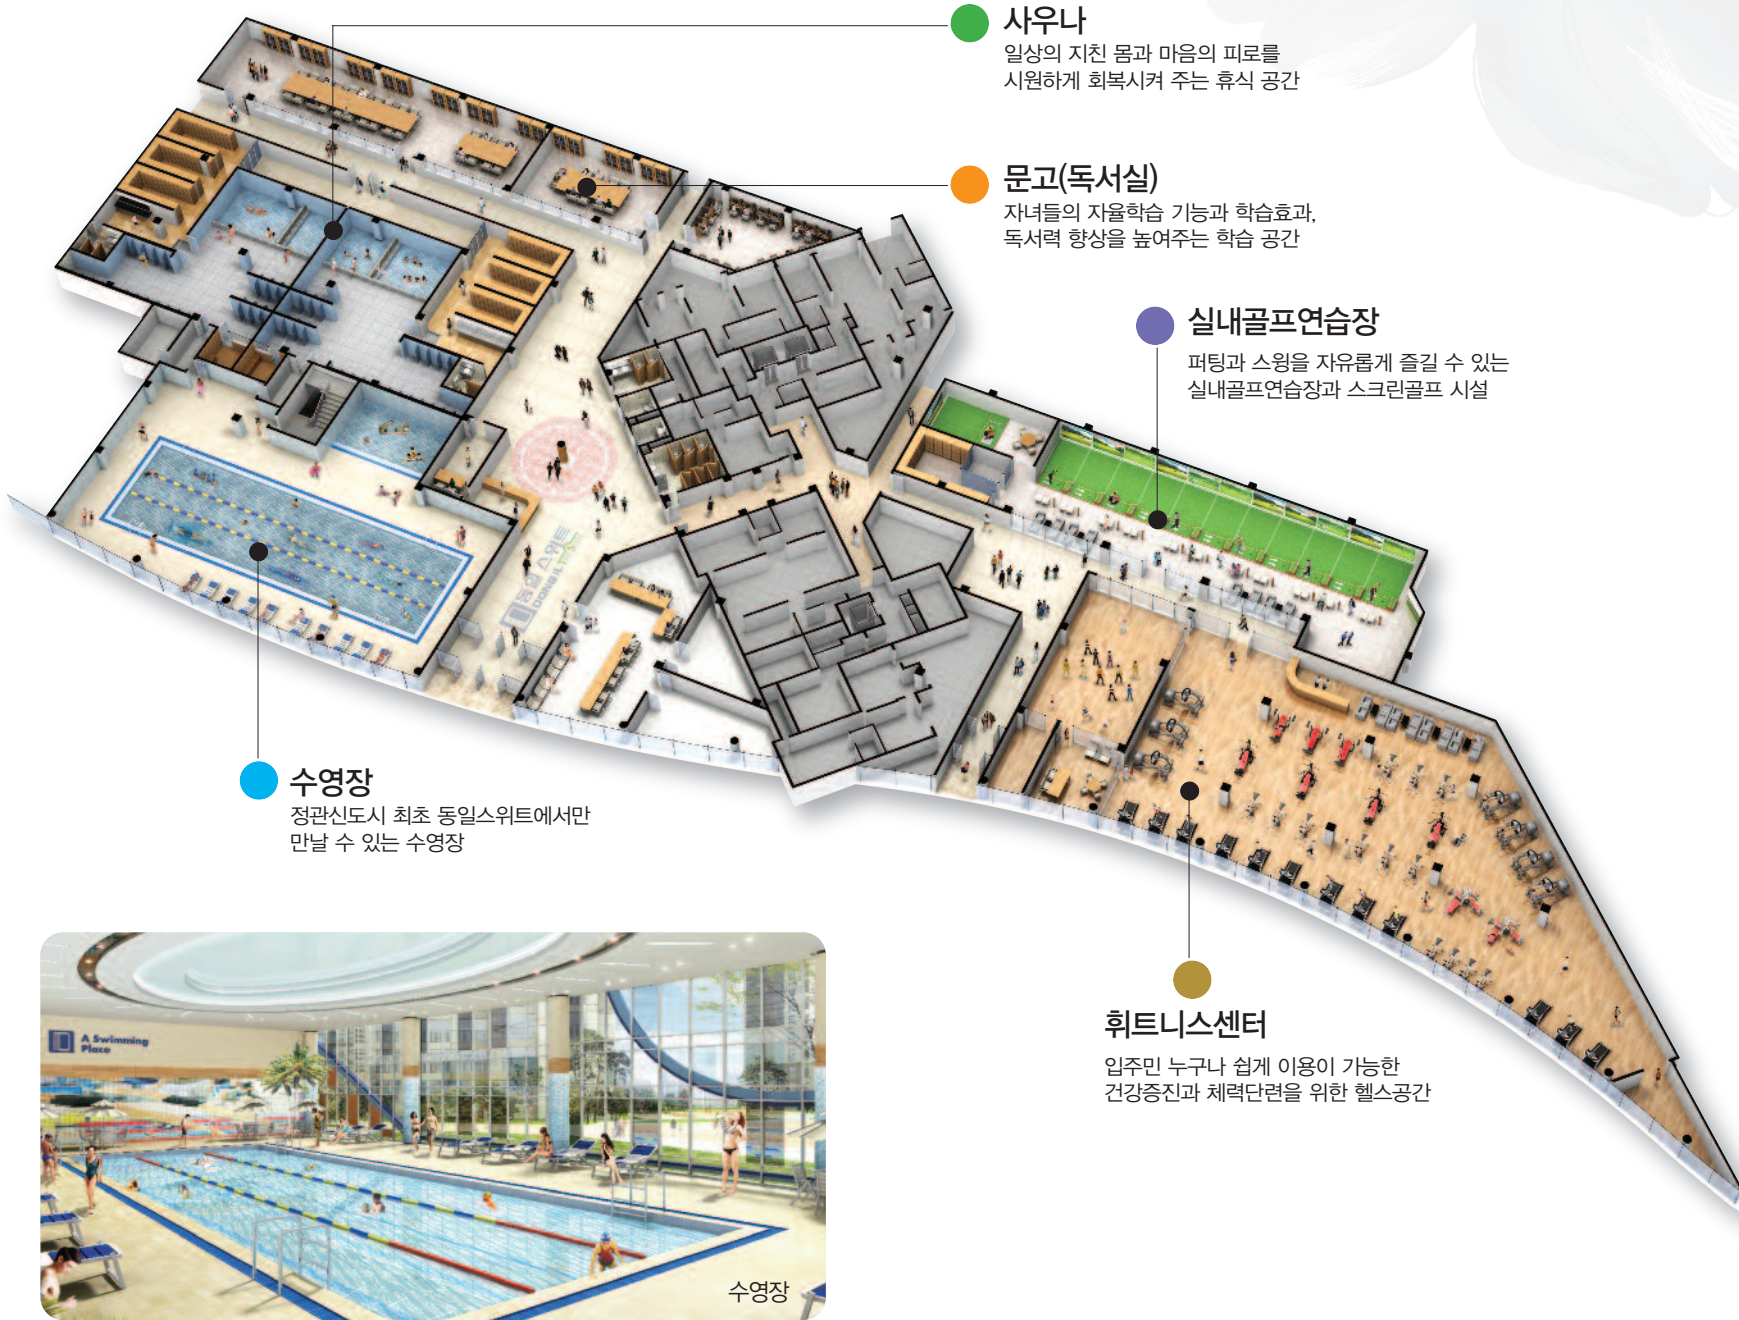 사우나
일상의 지친 몸과 마음의 피로를
시원하게 회복시켜 주는 휴식 공간
문고(독서실)
자녀들의 자율학습 기능과 학습효과,
독서력 향상을 높여주는 학습 공간
실내골프연습장
퍼팅과 스윙을 자유롭게 즐길 수 있는
실내골프연습장과 스크린골프 시설
동일 스위트
DONG IL
수영장
정관신도시 최초 동일스위트에서만
만날 수 있는 수영장
휘트니스센터
입주민 누구나 쉽게 이용이 가능한
건강증진과 체력단련을 위한 헬스공간
A Swimming
Place
수영장